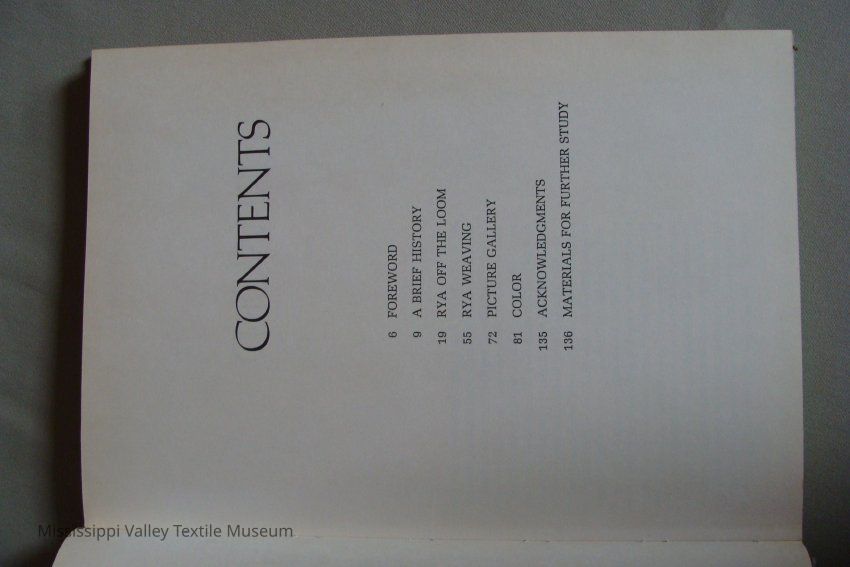 CONTENTS
6 FOREWORD
9 A BRIEF HISTORY
19 RYA OFF THE LOOM
55 RYA WEAVING
72 PICTURE GALLERY
81 COLOR
135 ACKNOWLEDGMENTS
136 MATERIALS FOR FURTHER STUDY
Mississippi Valley Textile Museum